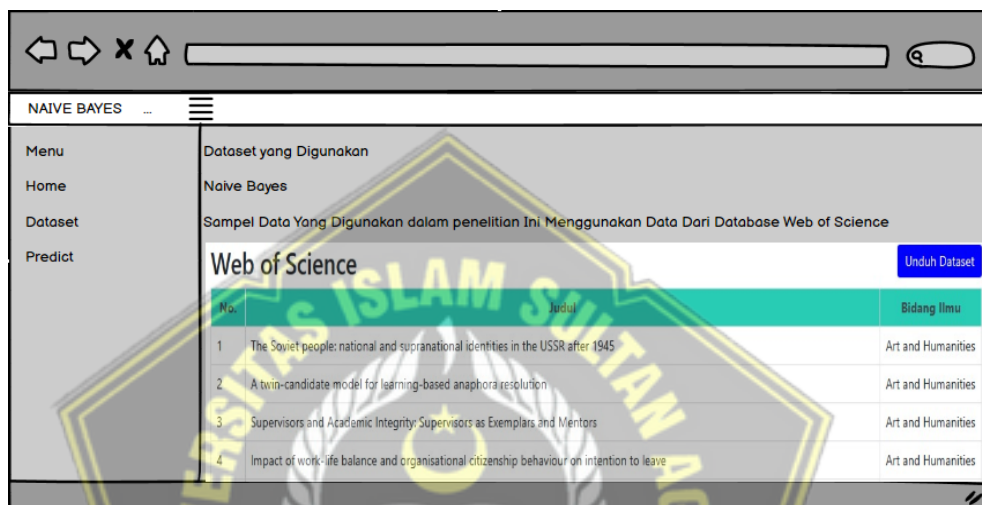 NAIVE BAYES ...
Menu
Home
Dataset
Predict
Dataset yang Digunakan
Naive Bayes
Sampel Data Yang Digunakan dalam penelitian Ini Menggunakan Data Dari Database Web of Science
Web of Science
Unduh Dataset
No. Judul Bidang Ilmu
1 The Soviet people: national and supranational identities in the USSR after 1945 Art and Humanities
2 A twin-candidate model for learning-based anaphora resolution Art and Humanities
3 Supervisors and Academic Integrity: Supervisors as Exemplars and Mentors Art and Humanities
4 Impact of work-life balance and organisational citizenship behaviour on intention to leave Art and Humanities
ISLAM SULTAN